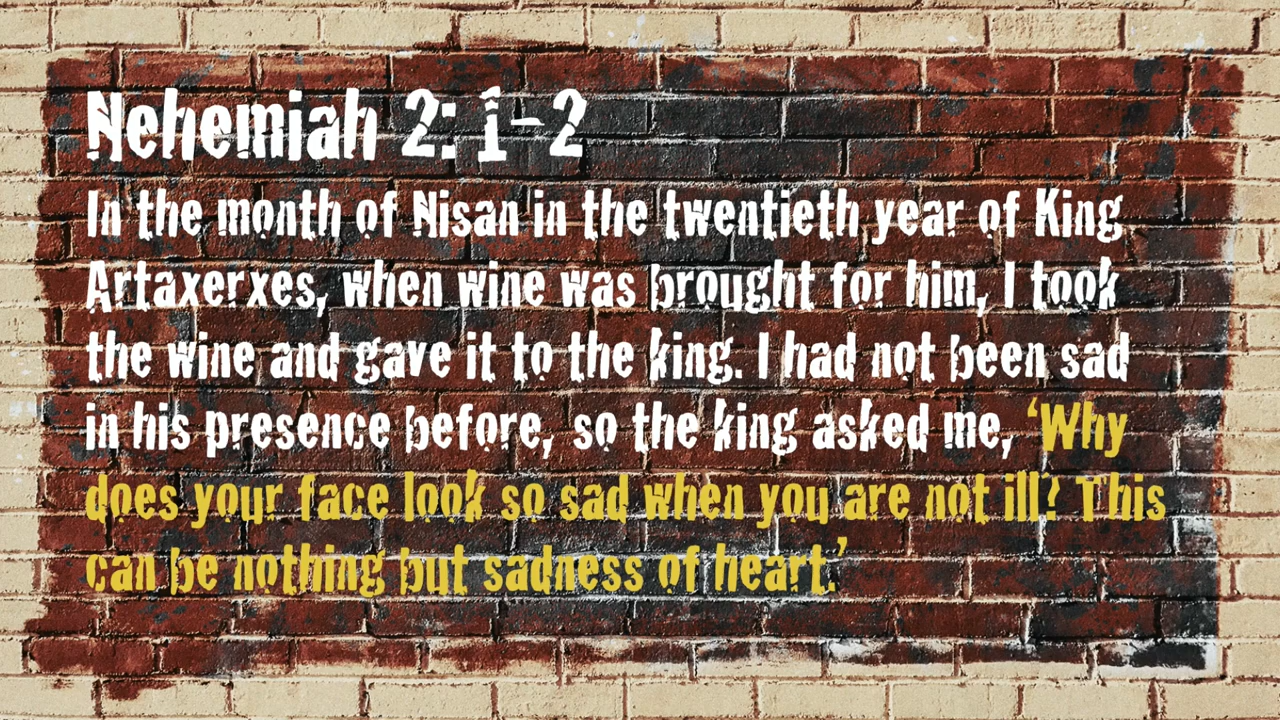 Nehemiah 2: 1-2
In the month of Nisan in the twentieth year of King
Artaxerxes, when wine was brought for him, I took
the wine and gave it to the king. I had not been sad
in his presence before, so the king asked me, ‘Why
does your face look so sad when you are not ill? This
can be nothing but sadness of heart.’